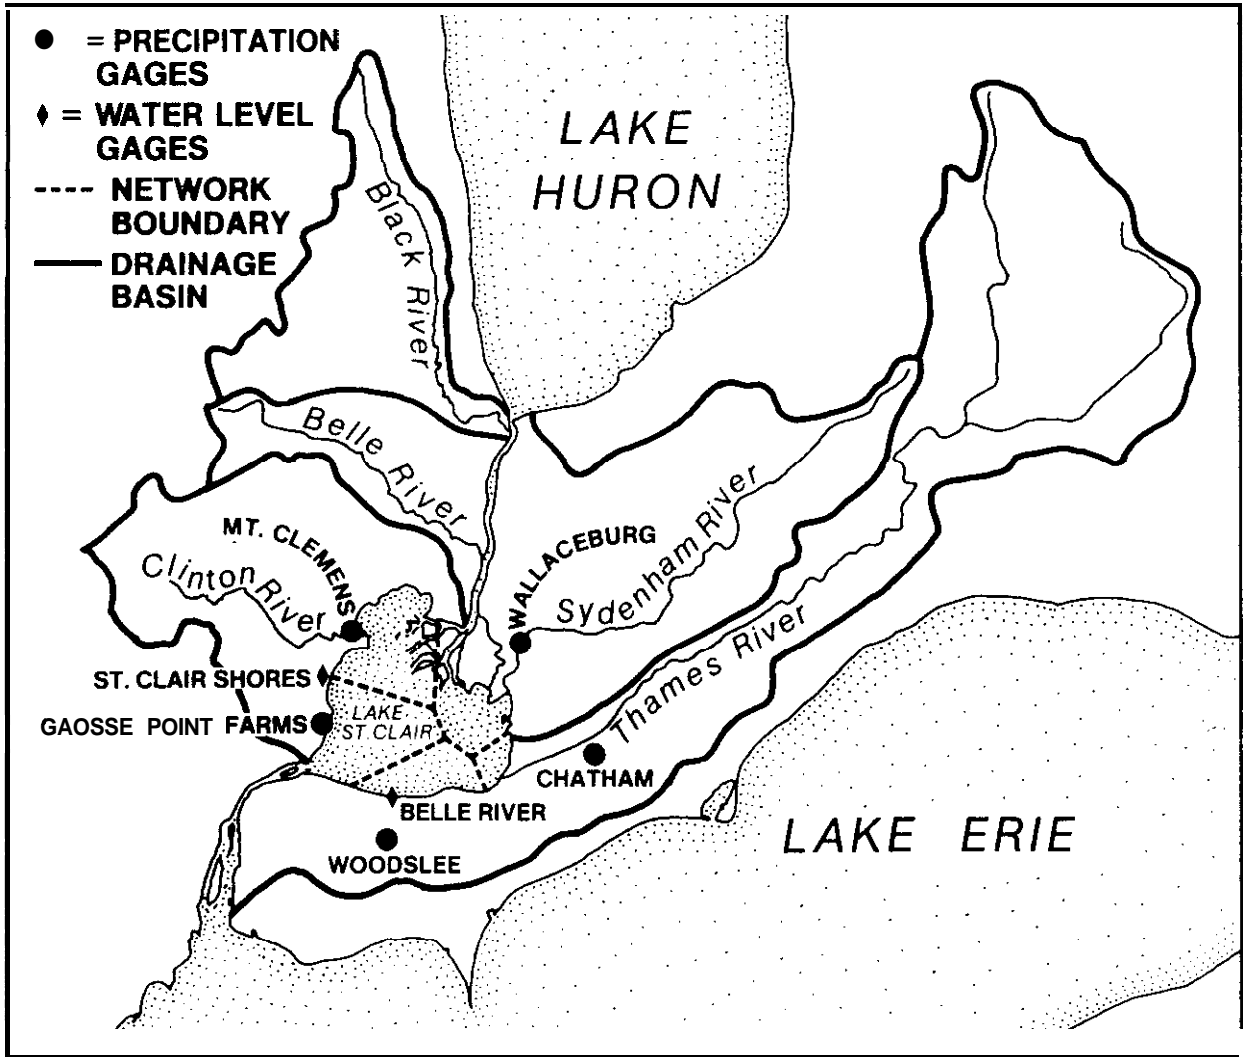 ● = PRECIPITATION
GAGES
♦ = WATER LEVEL
GAGES
---- NETWORK
BOUNDARY
— DRAINAGE
BASIN
LAKE
HURON
Black River
Belle River
MT. CLEMENS
Clinton River
WALLACEBURG
Sydenham River
Thames River
ST. CLAIR SHORES
GAOSSE POINT FARMS
LAKE
ST. CLAIR
CHATHAM
BELLE RIVER
WOODSLEE
LAKE ERIE